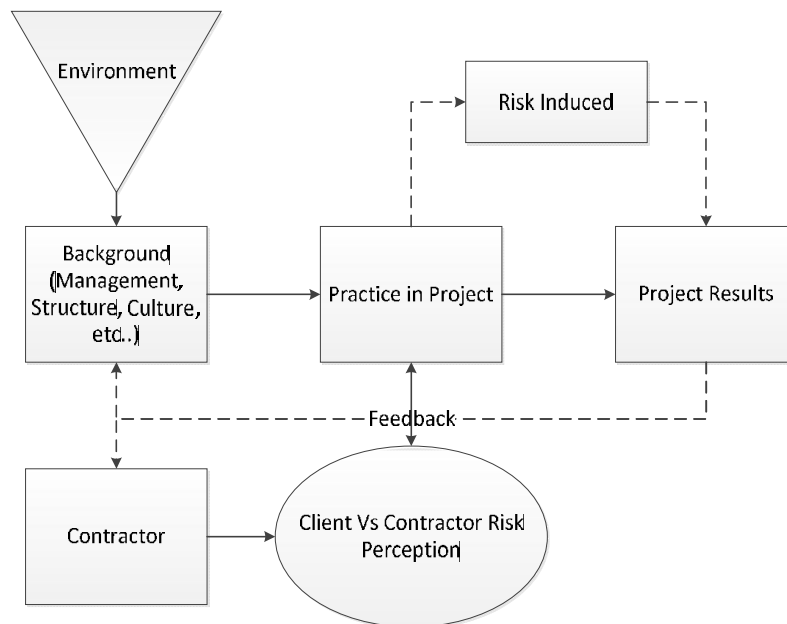 Environment
Risk Induced
Background
(Management,
Structure, Culture,
etc..)
Practice in Project
Project Results
Feedback
Contractor
Client Vs Contractor Risk
Perception